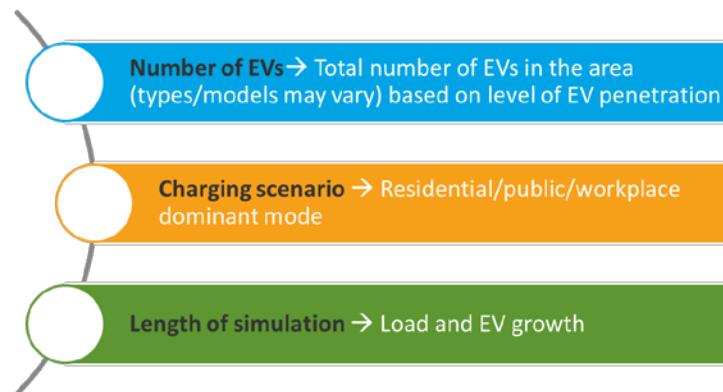 Number of EVs→ Total number of EVs in the area
(types/models may vary) based on level of EV penetration
Charging scenario → Residential/public/workplace
dominant mode
Length of simulation → Load and EV growth